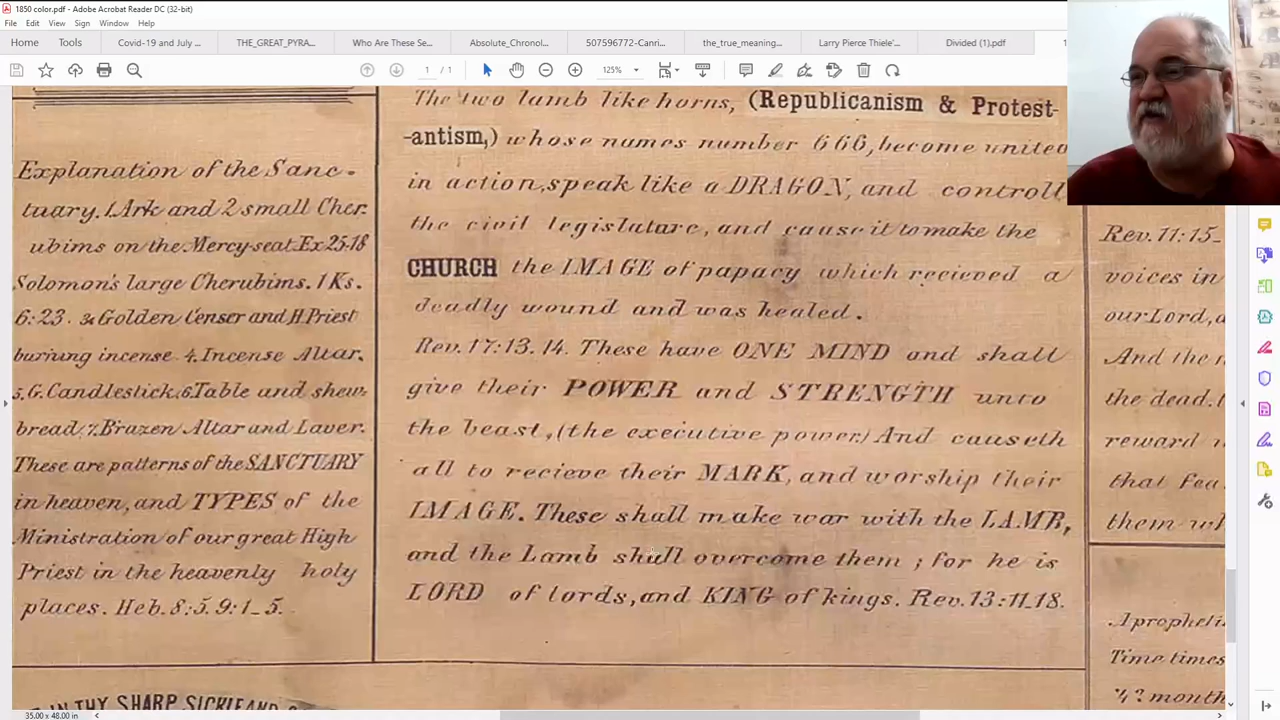 1850 color.pdf - Adobe Acrobat Reader DC (32-bit)
File Edit View Sign Window Help
Home Tools Covid-19 and July ... THE_GREAT_PYRA... Who Are These Se... Absolute_Chronol... 507596772-Canri... the_true_meaning... Larry Pierce Thiele'... Divided (1).pdf
1 / 1 125%
Explanation of the Sanc-
tuary. 1. Ark and 2 small Cher-
ubims on the Mercy-seat Ex 25-18
Solomon's large Cherubims. 1 Ks.
6:23. 3. Golden Censer and H. Priest
buriung incense 4. Incense Altar.
5, G. Candlestick, 6. Table and shew-
bread, 7. Brazen Altar and Laver.
These are patterns of the SANCTUARY
in heaven, and TYPES of the
Ministration of our great High
Priest in the heavenly holy
places. Heb. 8:5. 9:1_5.
The two lamb like horns, (Republicanism & Protest-
-antism,) whose names number 666, become united
in action, speak like a DRAGON, and controll
the civil legislature, and cause it to make the
CHURCH the IMAGE of papacy which recieved a
deadly wound and was healed.
Rev. 17:13. 14. These have ONE MIND and shall
give their POWER and STRENGTH unto
the beast, (the executive power.) And causeth
all to recieve their MARK, and worship their
IMAGE. These shall make war with the LAMB,
and the Lamb shall overcome them ; for he is
LORD of lords, and KING of kings. Rev. 13:11_18.
Rev. 11:15_
voices in
our Lord, a
And the
the dead. t
reward
that fea
them w
A propheti
Time times
42 month
IN THY SHARP SICKLE AND
35.00 x 48.00 in